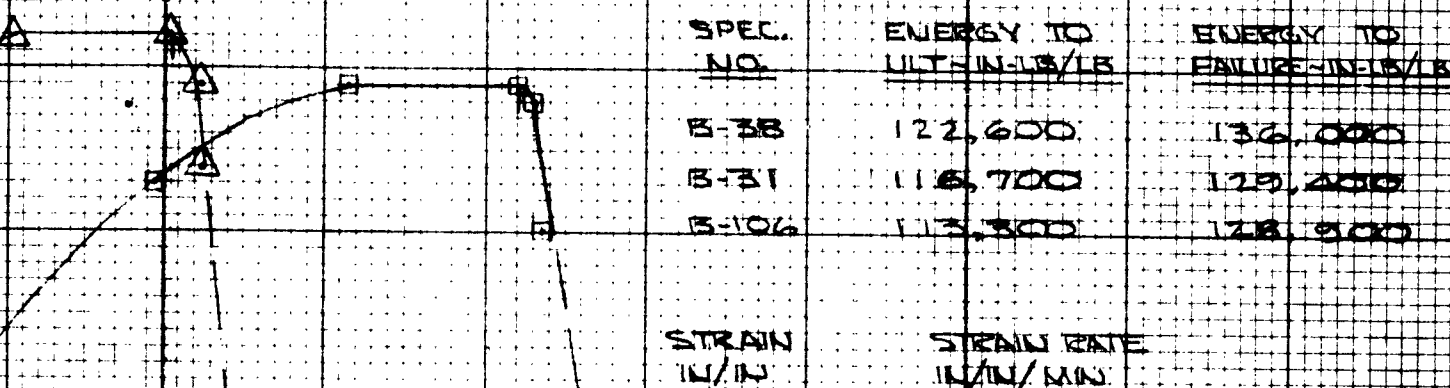 SPEC. ENERGY TO ENERGY TO
NO. ULT~IN-LB/LB FAILURE~IN-LB/LB
B-38 122,600 136,000
B-31 116,700 129,400
B-106 113,300 128,900
STRAIN STRAIN RATE
IN/IN IN/IN/MIN